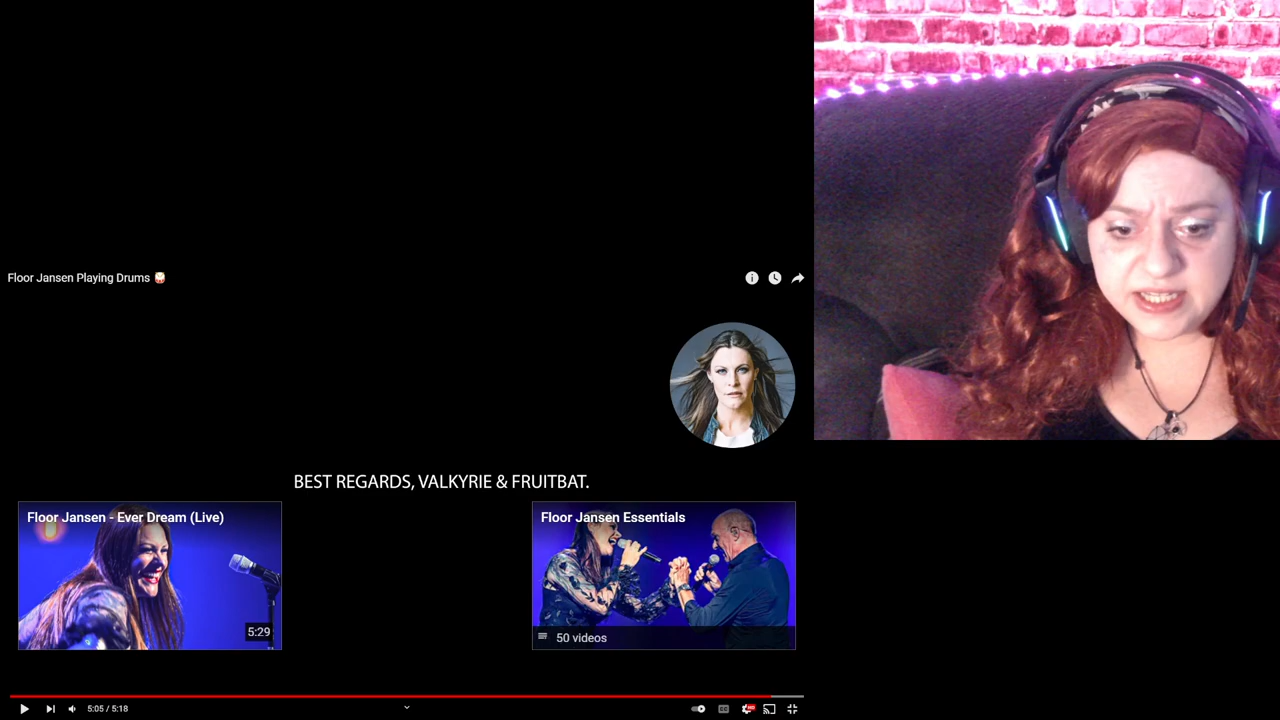 Floor Jansen Playing Drums 🥁
BEST REGARDS, VALKYRIE & FRUITBAT.
Floor Jansen - Ever Dream (Live)
5:29
Floor Jansen Essentials
50 videos
5:05 / 5:18